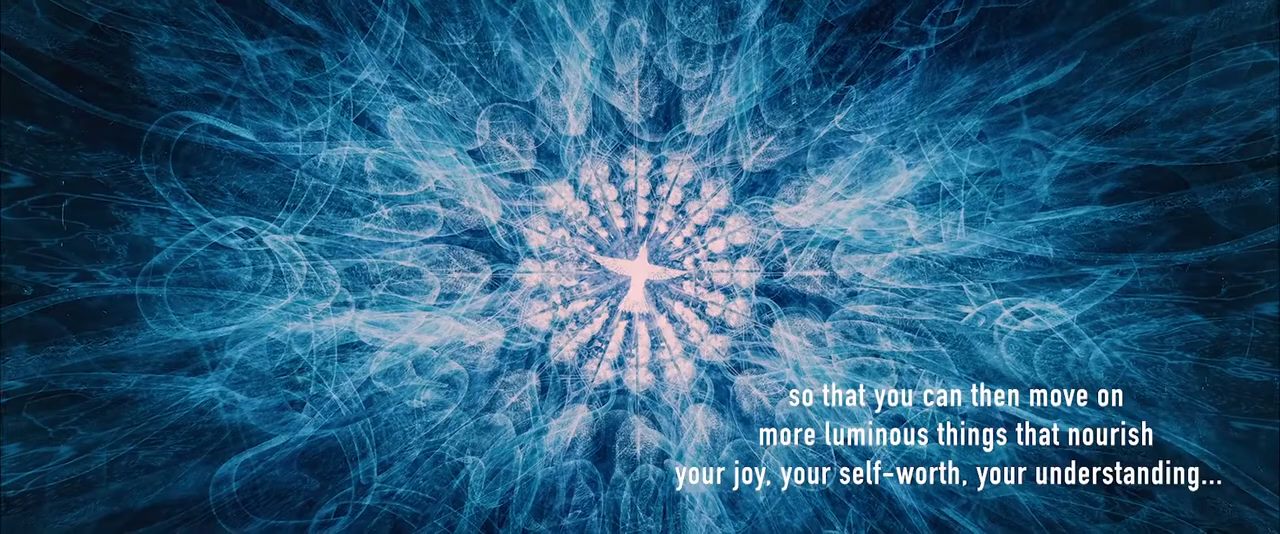 so that you can then move on
more luminous things that nourish
your joy, your self-worth, your understanding...